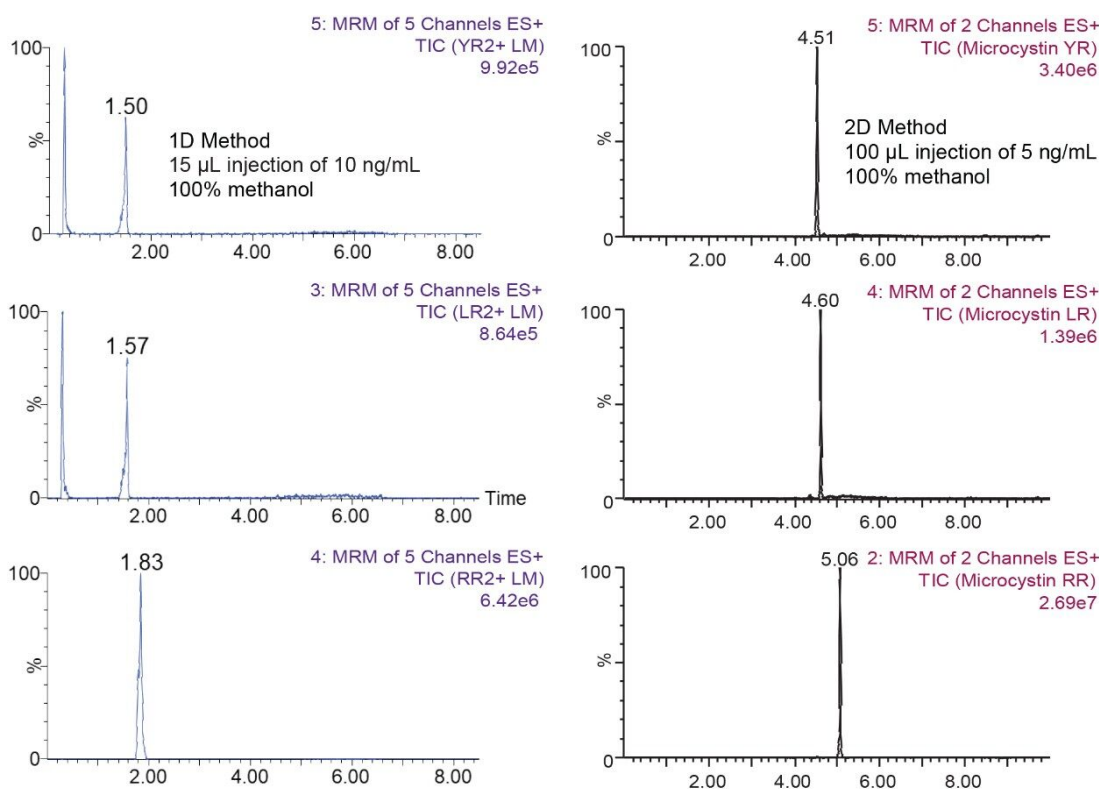 5: MRM of 5 Channels ES+
TIC (YR2+ LM)
9.92e5
100
1.50
1D Method
15 µL injection of 10 ng/mL
100% methanol
%
0
2.00 4.00 6.00 8.00
3: MRM of 5 Channels ES+
TIC (LR2+ LM)
8.64e5
100
1.57
%
0
Time
2.00 4.00 6.00 8.00
4: MRM of 5 Channels ES+
TIC (RR2+ LM)
6.42e6
100
1.83
%
0
2.00 4.00 6.00 8.00
5: MRM of 2 Channels ES+
TIC (Microcystin YR)
3.40e6
100
4.51
2D Method
100 µL injection of 5 ng/mL
100% methanol
%
0
2.00 4.00 6.00 8.00
4: MRM of 2 Channels ES+
TIC (Microcystin LR)
1.39e6
100
4.60
%
0
2.00 4.00 6.00 8.00
2: MRM of 2 Channels ES+
TIC (Microcystin RR)
2.69e7
100
5.06
%
0
2.00 4.00 6.00 8.00